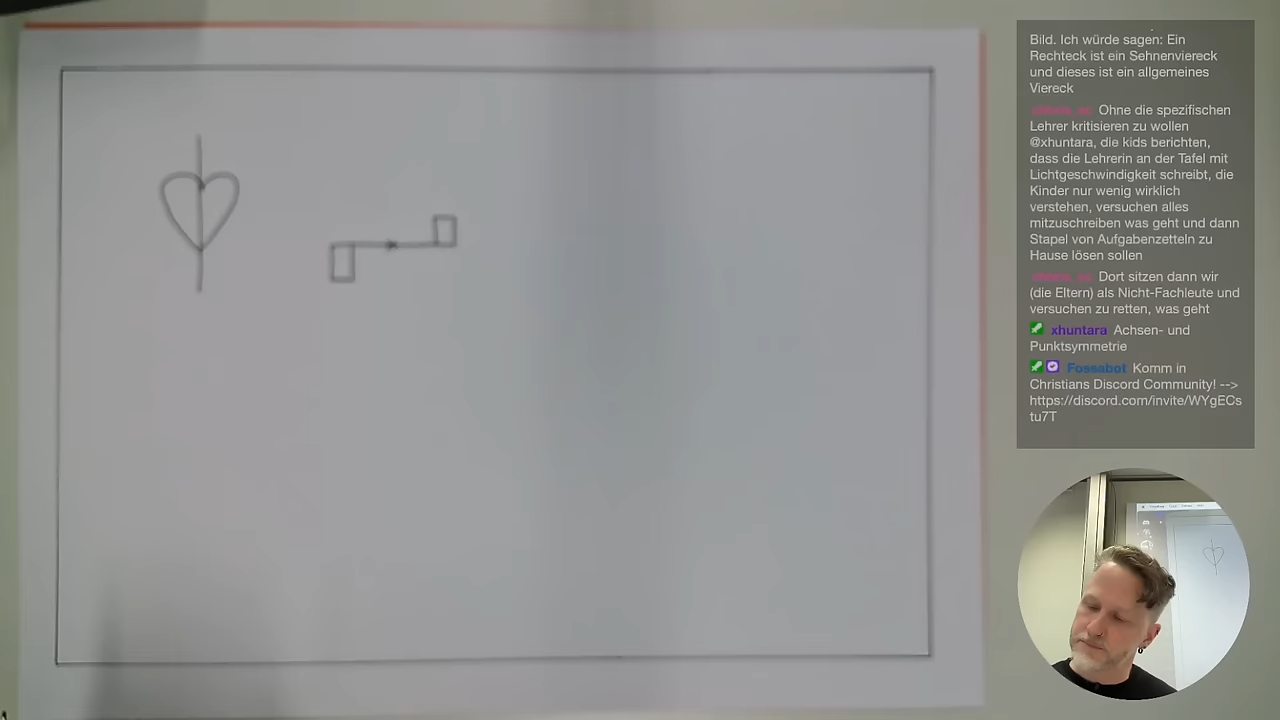 Bild. Ich würde sagen: Ein
Rechteck ist ein Sehnenviereck
und dieses ist ein allgemeines
Viereck
Ohne die spezifischen
Lehrer kritisieren zu wollen
@xhuntara, die kids berichten,
dass die Lehrerin an der Tafel mit
Lichtgeschwindigkeit schreibt, die
Kinder nur wenig wirklich
verstehen, versuchen alles
mitzuschreiben was geht und dann
Stapel von Aufgabenzetteln zu
Hause lösen sollen
Dort sitzen dann wir
(die Eltern) als Nicht-Fachleute und
versuchen zu retten, was geht
xhuntara Achsen- und
Punktsymmetrie
Fossabot Komm in
Christians Discord Community! -->
https://discord.com/invite/WYgECs
tu7T